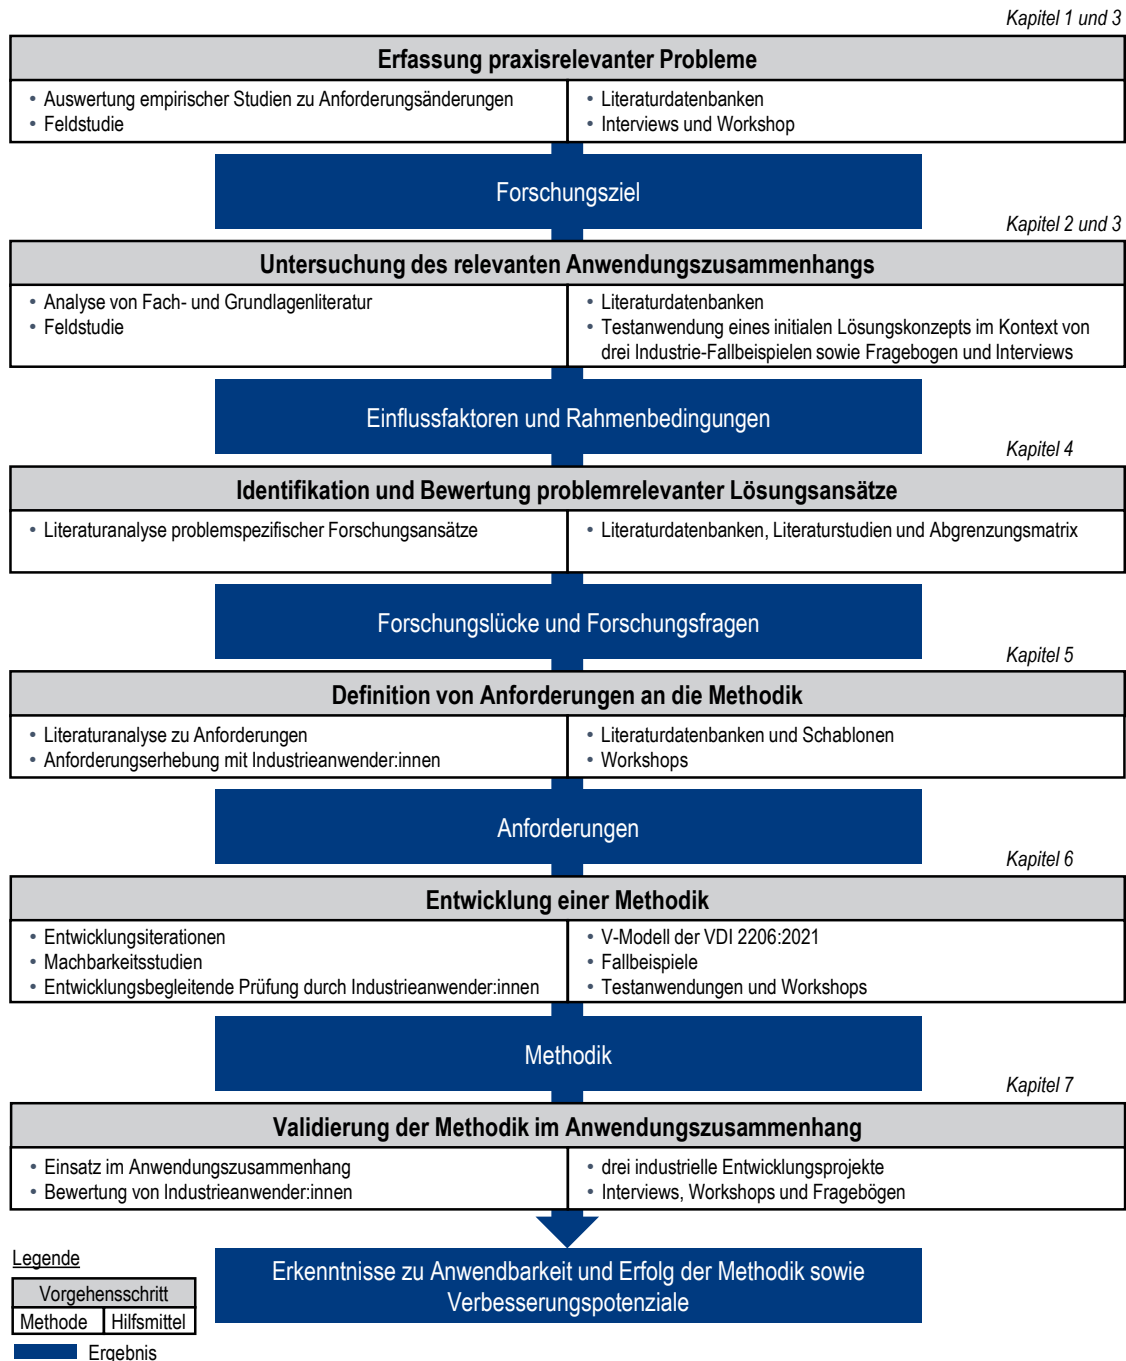 Kapitel 1 und 3
Erfassung praxisrelevanter Probleme
• Auswertung empirischer Studien zu Anforderungsänderungen
• Feldstudie
• Literaturdatenbanken
• Interviews und Workshop
Forschungsziel
Kapitel 2 und 3
Untersuchung des relevanten Anwendungszusammenhangs
• Analyse von Fach- und Grundlagenliteratur
• Feldstudie
• Literaturdatenbanken
• Testanwendung eines initialen Lösungskonzepts im Kontext von
drei Industrie-Fallbeispielen sowie Fragebogen und Interviews
Einflussfaktoren und Rahmenbedingungen
Kapitel 4
Identifikation und Bewertung problemrelevanter Lösungsansätze
• Literaturanalyse problemspezifischer Forschungsansätze
• Literaturdatenbanken, Literaturstudien und Abgrenzungsmatrix
Forschungslücke und Forschungsfragen
Kapitel 5
Definition von Anforderungen an die Methodik
• Literaturanalyse zu Anforderungen
• Anforderungserhebung mit Industrieanwender:innen
• Literaturdatenbanken und Schablonen
• Workshops
Anforderungen
Kapitel 6
Entwicklung einer Methodik
• Entwicklungsiterationen
• Machbarkeitsstudien
• Entwicklungsbegleitende Prüfung durch Industrieanwender:innen
• V-Modell der VDI 2206:2021
• Fallbeispiele
• Testanwendungen und Workshops
Methodik
Kapitel 7
Validierung der Methodik im Anwendungszusammenhang
• Einsatz im Anwendungszusammenhang
• Bewertung von Industrieanwender:innen
• drei industrielle Entwicklungsprojekte
• Interviews, Workshops und Fragebögen
Erkenntnisse zu Anwendbarkeit und Erfolg der Methodik sowie
Verbesserungspotenziale
Legende
Vorgehensschritt
Methode
Hilfsmittel
Ergebnis